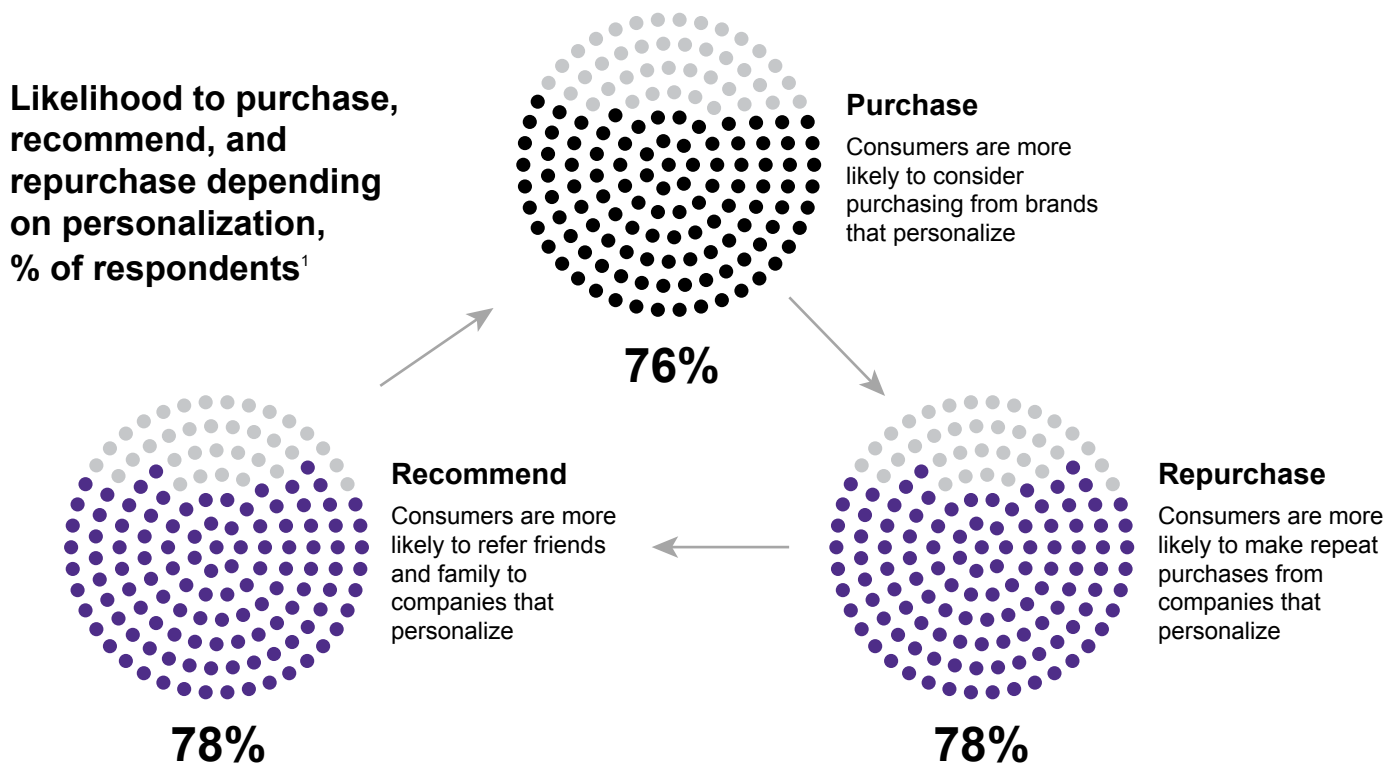 Likelihood to purchase,
recommend, and
repurchase depending
on personalization,
% of respondents¹
Purchase
Consumers are more
likely to consider
purchasing from brands
that personalize
76%
Recommend
Consumers are more
likely to refer friends
and family to
companies that
personalize
78%
Repurchase
Consumers are more
likely to make repeat
purchases from
companies that
personalize
78%